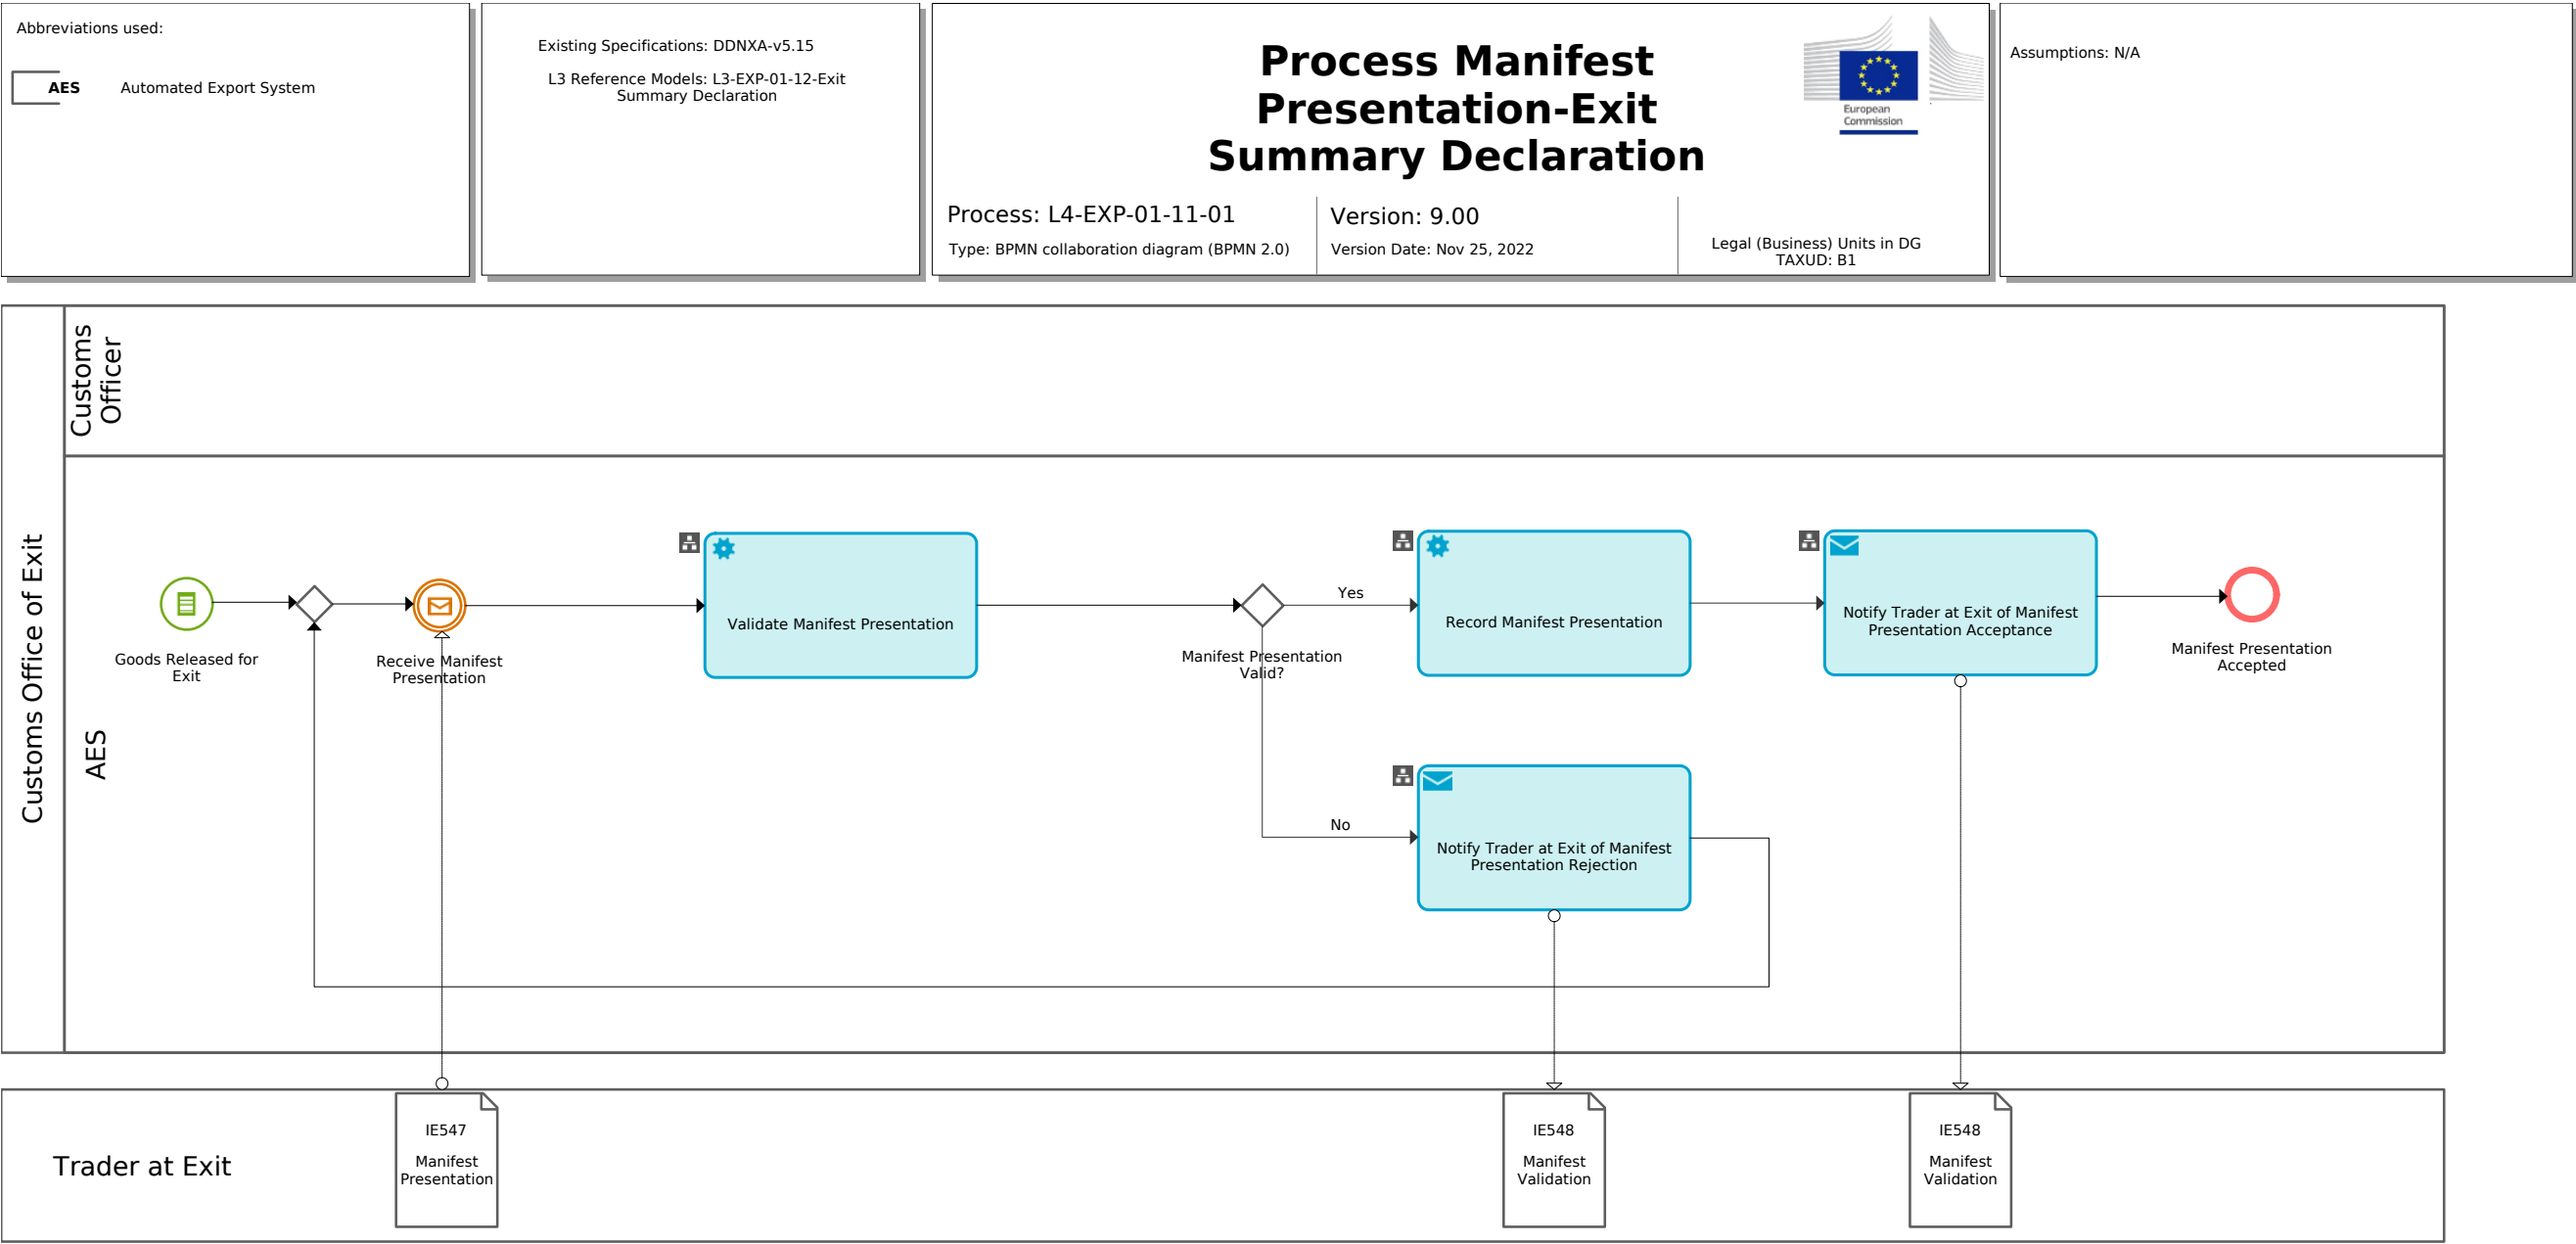 Abbreviations used:
AES
Automated Export System
Existing Specifications: DDNXA-v5.15
L3 Reference Models: L3-EXP-01-12-Exit
Summary Declaration
Process Manifest
Presentation-Exit
Summary Declaration
European
Commission
Process: L4-EXP-01-11-01
Version: 9.00
Type: BPMN collaboration diagram (BPMN 2.0)
Version Date: Nov 25, 2022
Legal (Business) Units in DG
TAXUD: B1
Assumptions: N/A
Customs Office of Exit
Customs
Officer
AES
Goods Released for
Exit
Receive Manifest
Presentation
Validate Manifest Presentation
Manifest Presentation
Valid?
Yes
Record Manifest Presentation
Notify Trader at Exit of Manifest
Presentation Acceptance
Manifest Presentation
Accepted
No
Notify Trader at Exit of Manifest
Presentation Rejection
Trader at Exit
IE547
Manifest
Presentation
IE548
Manifest
Validation
IE548
Manifest
Validation